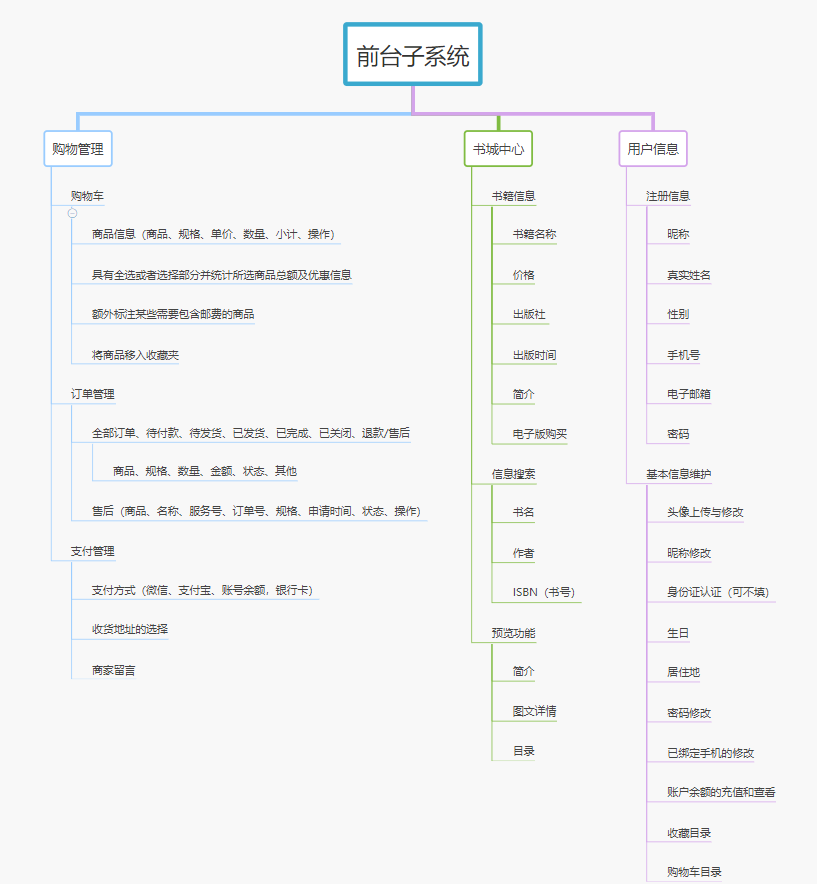 前台子系统
购物管理
购物车
商品信息（商品、规格、单价、数量、小计、操作）
具有全选或者选择部分并统计所选商品总额及优惠信息
额外标注某些需要包含邮费的商品
将商品移入收藏夹
订单管理
全部订单、待付款、待发货、已发货、已完成、已关闭、退款/售后
商品、规格、数量、金额、状态、其他
售后（商品、名称、服务号、订单号、规格、申请时间、状态、操作）
支付管理
支付方式（微信、支付宝、账号余额，银行卡）
收货地址的选择
商家留言
书城中心
书籍信息
书籍名称
价格
出版社
出版时间
简介
电子版购买
信息搜索
书名
作者
ISBN（书号）
预览功能
简介
图文详情
目录
用户信息
注册信息
昵称
真实姓名
性别
手机号
电子邮箱
密码
基本信息维护
头像上传与修改
昵称修改
身份证认证（可不填）
生日
居住地
密码修改
已绑定手机的修改
账户余额的充值和查看
收藏目录
购物车目录